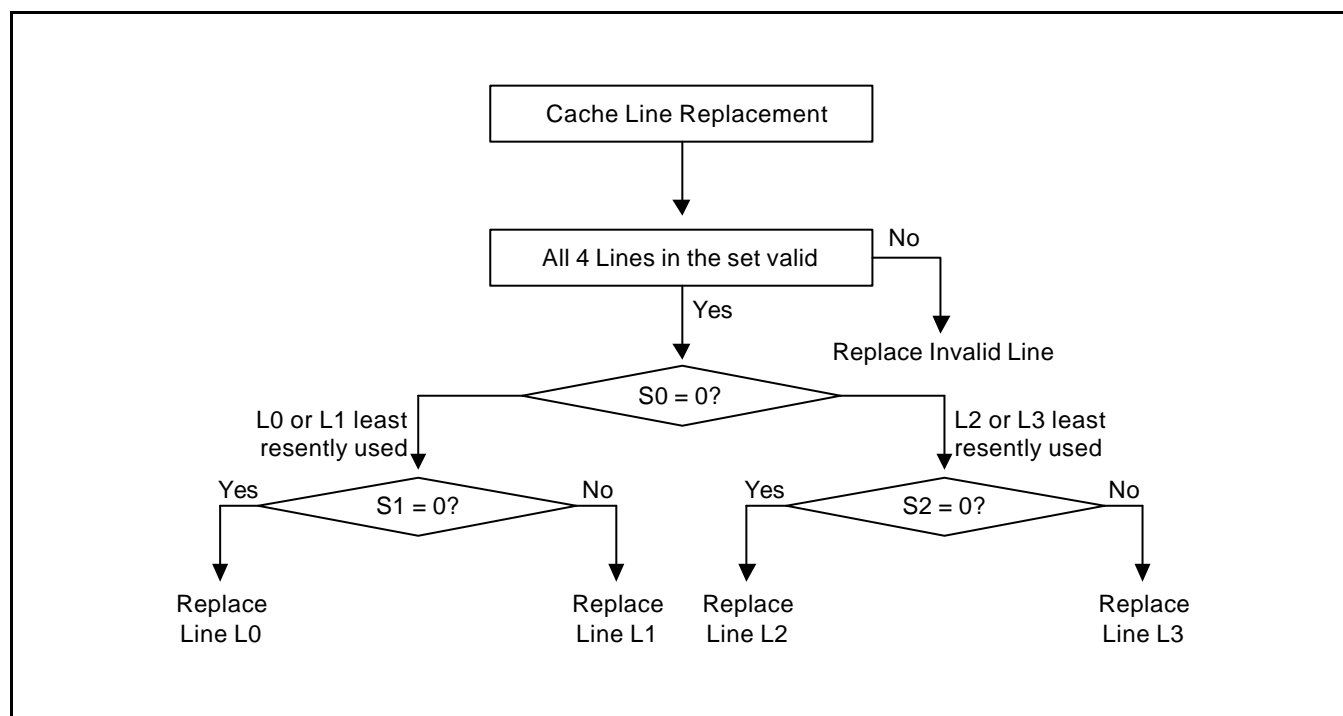 Cache Line Replacement
All 4 Lines in the set valid
No
Yes
Replace Invalid Line
S0 = 0?
L0 or L1 least
resently used
L2 or L3 least
resently used
Yes
S1 = 0?
No
Yes
S2 = 0?
No
Replace
Line L0
Replace
Line L1
Replace
Line L2
Replace
Line L3